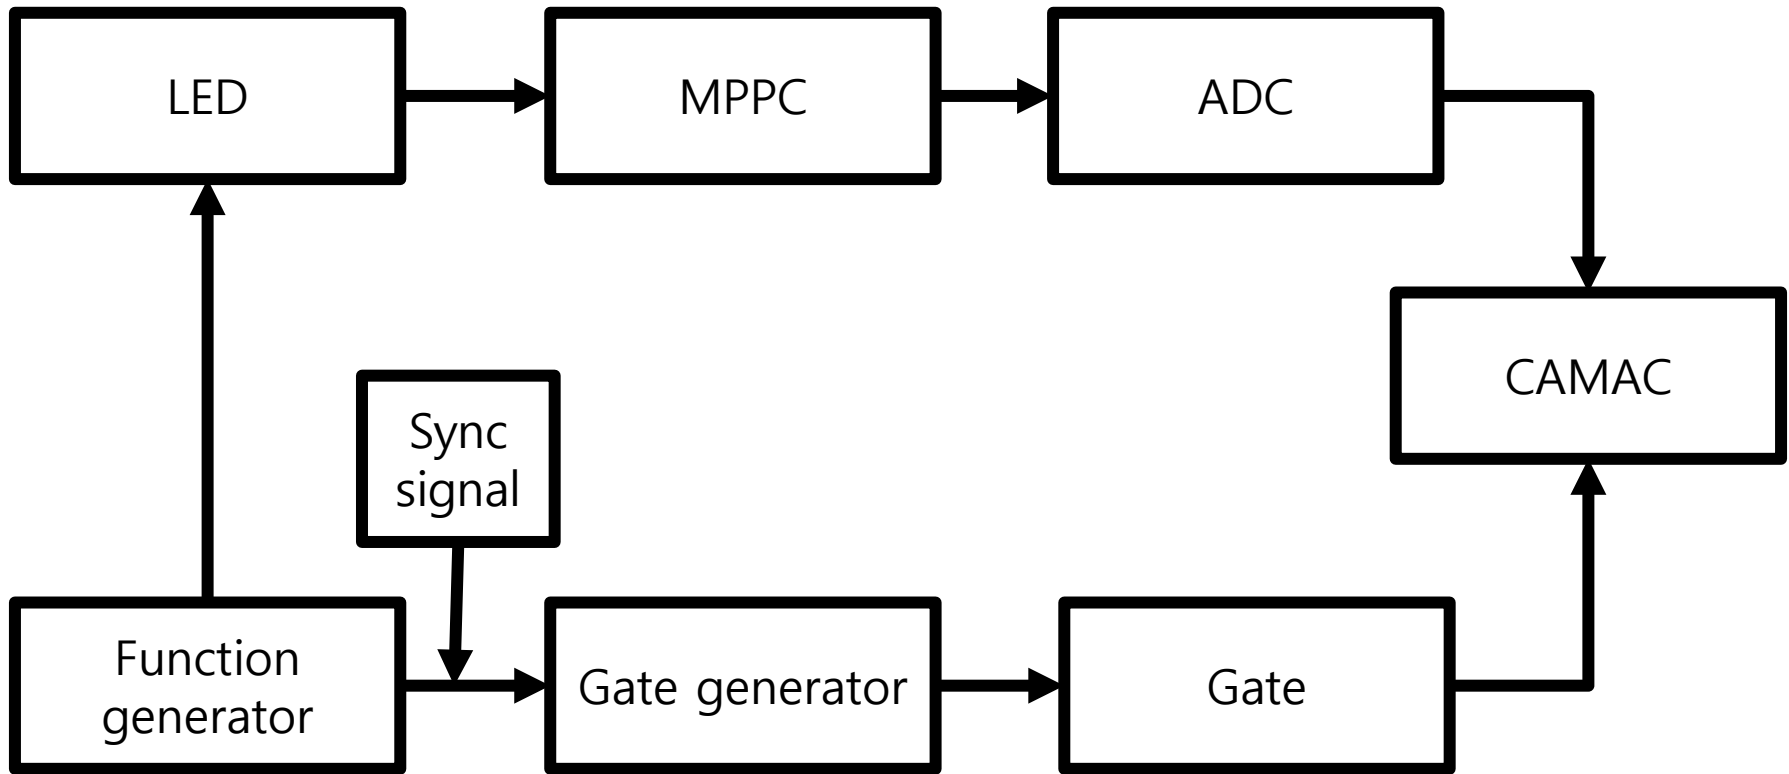 LED
MPPC
ADC
CAMAC
Sync
signal
Function
generator
Gate generator
Gate